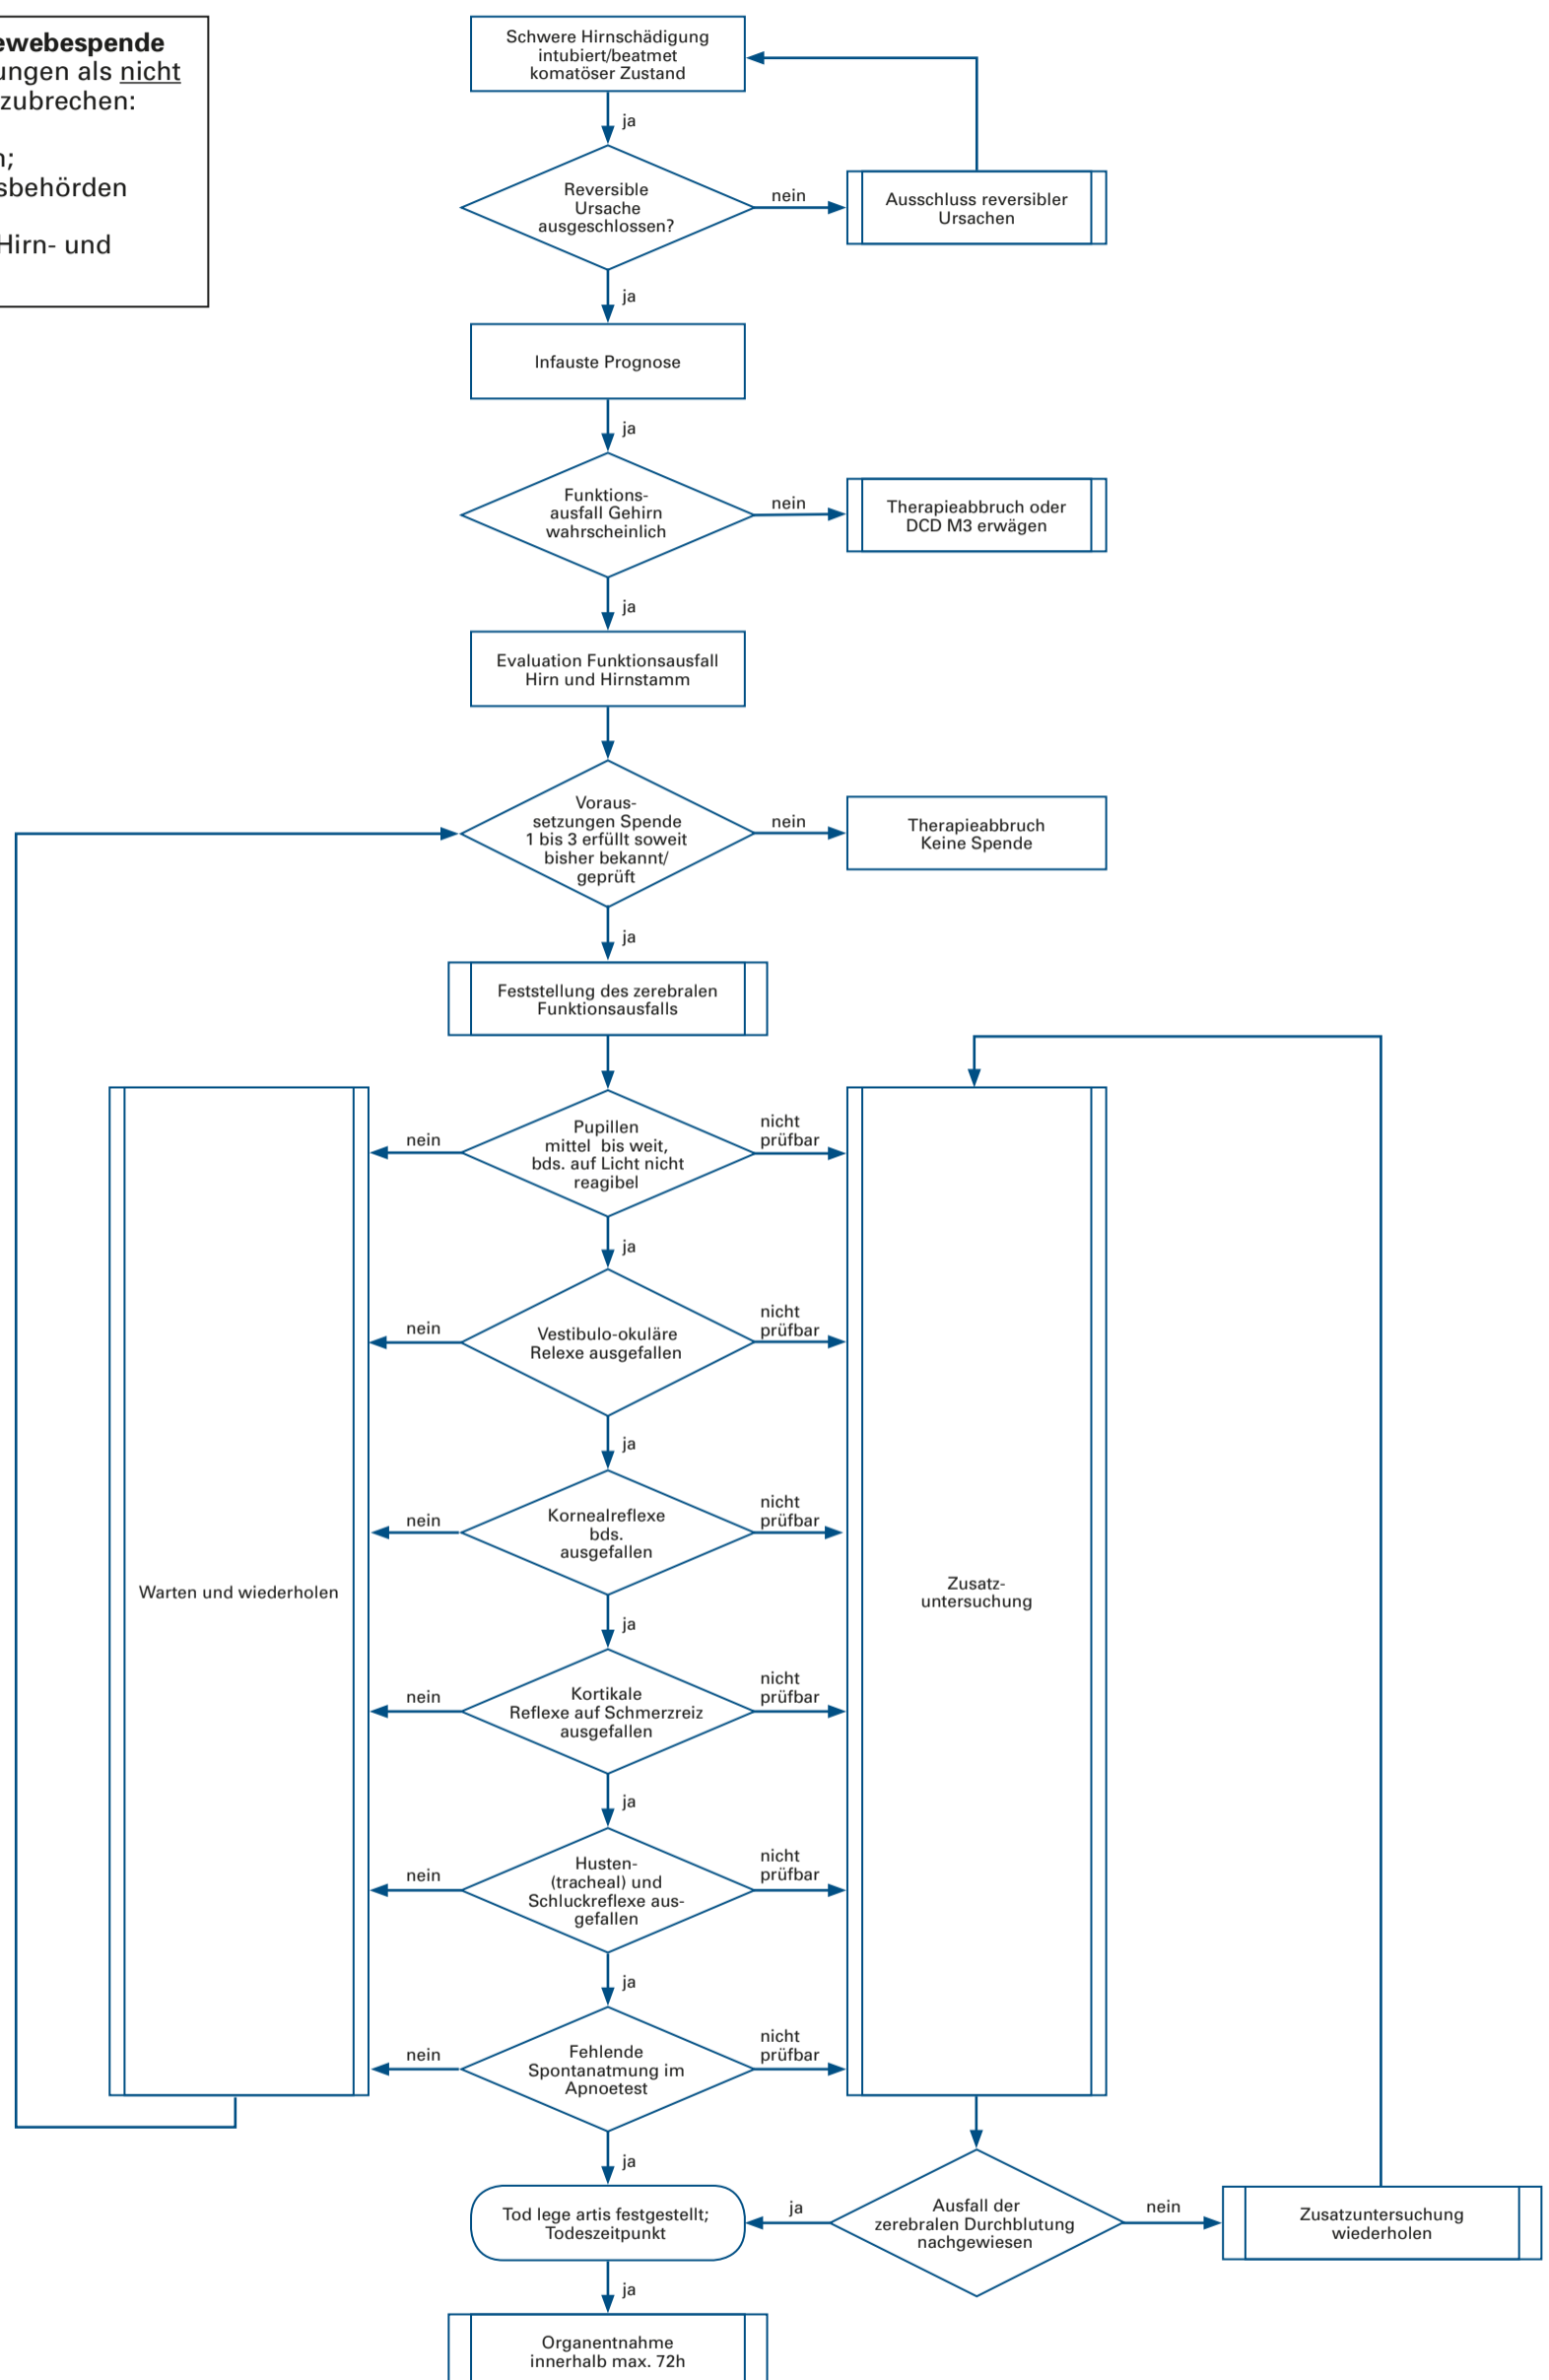 ewebespende
ungen als nicht
zubrechen:
n;
sbehörden
Hirn- und
Schwere Hirnschädigung
intubiert/beatmet
komatöser Zustand
ja
Reversible
Ursache
ausgeschlossen?
nein
Ausschluss reversibler
Ursachen
ja
Infauste Prognose
ja
Funktions-
ausfall Gehirn
wahrscheinlich
nein
Therapieabbruch oder
DCD M3 erwägen
ja
Evaluation Funktionsausfall
Hirn und Hirnstamm
Voraus-
setzungen Spende
1 bis 3 erfüllt soweit
bisher bekannt/
geprüft
nein
Therapieabbruch
Keine Spende
ja
Feststellung des zerebralen
Funktionsausfalls
nein
Pupillen
mittel bis weit,
bds. auf Licht nicht
reagibel
nicht
prüfbar
ja
nein
Vestibulo-okuläre
Relexe ausgefallen
nicht
prüfbar
ja
nein
Kornealreflexe
bds.
ausgefallen
nicht
prüfbar
Warten und wiederholen
Zusatz-
untersuchung
ja
nein
Kortikale
Reflexe auf Schmerzreiz
ausgefallen
nicht
prüfbar
ja
nein
Husten-
(tracheal) und
Schluckreflexe aus-
gefallen
nicht
prüfbar
ja
nein
Fehlende
Spontanatmung im
Apnoetest
nicht
prüfbar
ja
Tod lege artis festgestellt;
Todeszeitpunkt
ja
Ausfall der
zerebralen Durchblutung
nachgewiesen
nein
Zusatzuntersuchung
wiederholen
ja
Organentnahme
innerhalb max. 72h